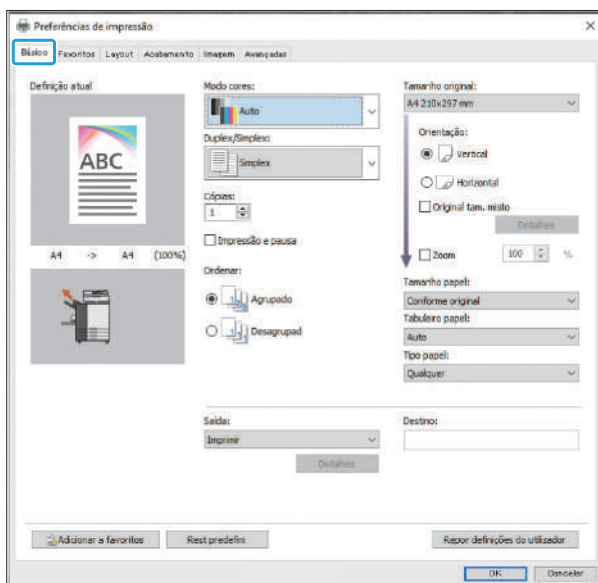 Preferências de impressão
Básico Favoritos Layout Acabamento Imagem Avançadas
Definição atual
ABC
A4 -> A4 (100%)
Modo cores:
Auto
Duplex/Simplex:
Simplex
Cópias:
1
Impressão e pausa
Ordenar:
Agrupado
Desagrupad
Tamanho original:
A4 210x297 mm
Orientação:
Vertical
Horizontal
Original tam. misto
Detalhes
Zoom 100 %
Tamanho papel:
Conforme original
Tabuleiro papel:
Auto
Tipo papel:
Qualquer
Saída:
Imprimir
Detalhes
Destino:
Adicionar a favoritos
Rest predefini
Repor definições do utilizador
OK Cancelar